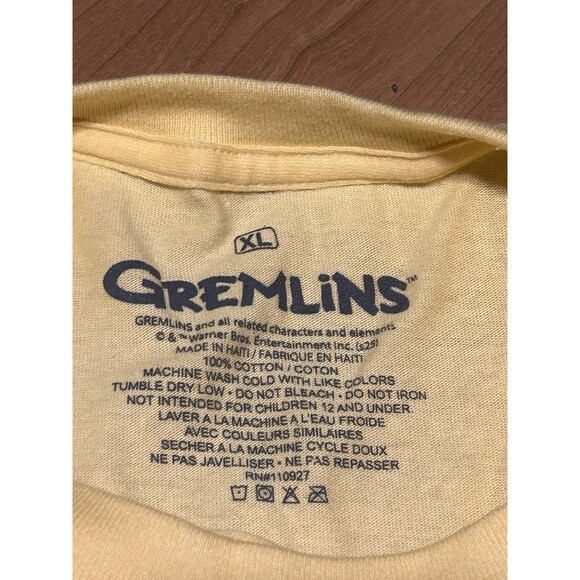 XL
GREMLiNS™
GREMLINS and all related characters and elements
© & ™ Warner Bros. Entertainment Inc. (s25)
MADE IN HAITI / FABRIQUE EN HAITI
100% COTTON / COTON
MACHINE WASH COLD WITH LIKE COLORS
TUMBLE DRY LOW • DO NOT BLEACH • DO NOT IRON
NOT INTENDED FOR CHILDREN 12 AND UNDER
LAVER A LA MACHINE A L'EAU FROIDE
AVEC COULEURS SIMILAIRES
SECHER A LA MACHINE CYCLE DOUX
NE PAS JAVELLISER • NE PAS REPASSER
RN#110927